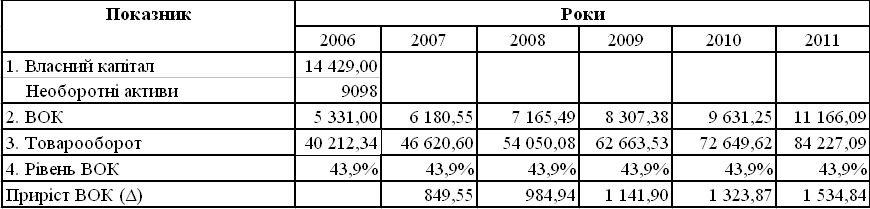 Показник Роки
2006 2007 2008 2009 2010 2011
1. Власний капітал 14 429,00
Необоротні активи 9098
2. ВОК 5 331,00 6 180,55 7 165,49 8 307,38 9 631,25 11 166,09
3. Товарооборот 40 212,34 46 620,60 54 050,08 62 663,53 72 649,62 84 227,09
4. Рівень ВОК 43,9% 43,9% 43,9% 43,9% 43,9% 43,9%
Приріст ВОК (Δ) 849,55 984,94 1 141,90 1 323,87 1 534,84